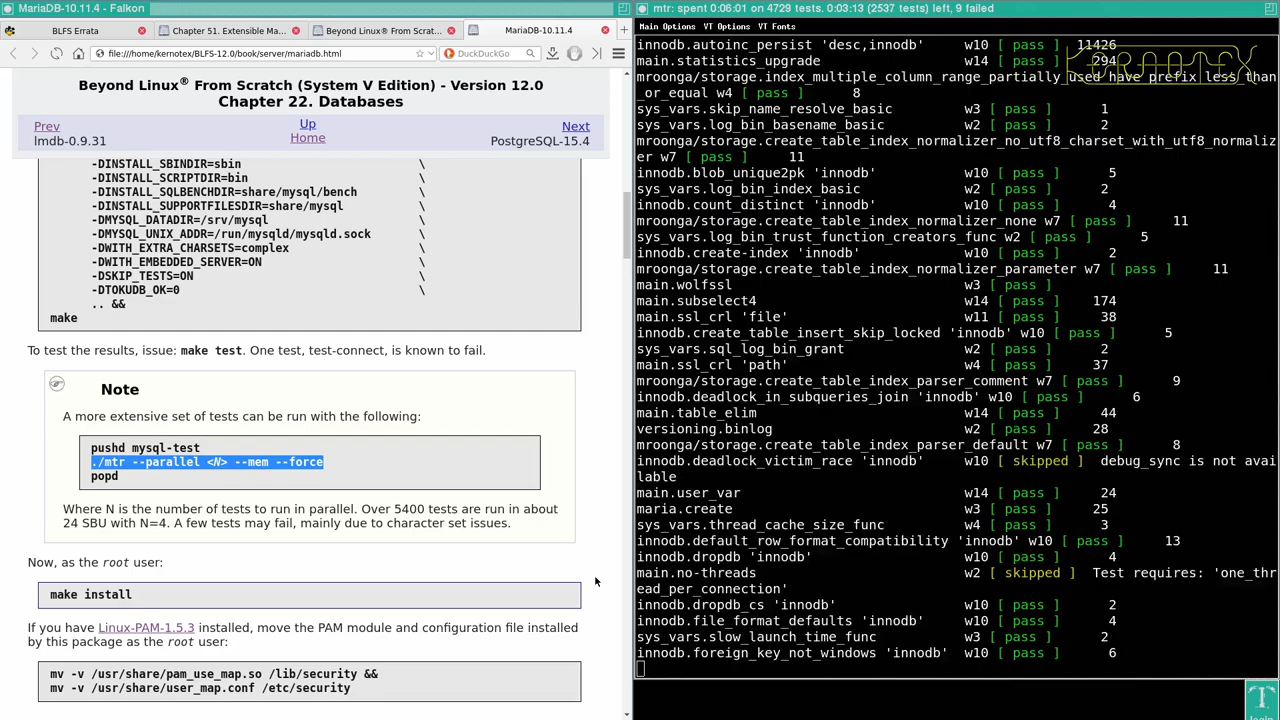 MariaDB-10.11.4 - Falkon
BLFS Errata
Chapter 51. Extensible Ma...
Beyond Linux® From Scrat...
MariaDB-10.11.4
file:///home/kernotex/BLFS-12.0/book/server/mariadb.html
DuckDuckGo
Beyond Linux® From Scratch (System V Edition) - Version 12.0
Chapter 22. Databases
Prev
Up
Next
lmdb-0.9.31
Home
PostgreSQL-15.4
-DINSTALL_SBINDIR=sbin \
-DINSTALL_SCRIPTDIR=bin \
-DINSTALL_SQLBENCHDIR=share/mysql/bench \
-DINSTALL_SUPPORTFILESDIR=share/mysql \
-DMYSQL_DATADIR=/srv/mysql \
-DMYSQL_UNIX_ADDR=/run/mysqld/mysqld.sock \
-DWITH_EXTRA_CHARSETS=complex \
-DWITH_EMBEDDED_SERVER=ON \
-DSKIP_TESTS=ON \
-DTOKUDB_OK=0 \
.. &&
make
To test the results, issue: make test. One test, test-connect, is known to fail.
Note
A more extensive set of tests can be run with the following:
pushd mysql-test
./mtr --parallel <N> --mem --force
popd
Where N is the number of tests to run in parallel. Over 5400 tests are run in about
24 SBU with N=4. A few tests may fail, mainly due to character set issues.
Now, as the root user:
make install
If you have Linux-PAM-1.5.3 installed, move the PAM module and configuration file installed
by this package as the root user:
mv -v /usr/share/pam_use_map.so /lib/security &&
mv -v /usr/share/user_map.conf /etc/security
mtr: spent 0:06:01 on 4729 tests. 0:03:13 (2537 tests) left, 9 failed
Main Options VT Options VT Fonts
innodb.autoinc_persist 'desc,innodb' w10 [ pass ] 11426
main.statistics_upgrade w14 [ pass ] 294
mroonga/storage.index_multiple_column_range_partially_used_have_prefix_less_than
_or_equal w4 [ pass ] 8
sys_vars.skip_name_resolve_basic w3 [ pass ] 1
sys_vars.log_bin_basename_basic w2 [ pass ] 2
mroonga/storage.create_table_index_normalizer_no_utf8_charset_with_utf8_normaliz
er w7 [ pass ] 11
innodb.blob_unique2pk 'innodb' w10 [ pass ] 5
sys_vars.log_bin_index_basic w2 [ pass ] 2
innodb.count_distinct 'innodb' w10 [ pass ] 4
mroonga/storage.create_table_index_normalizer_none w7 [ pass ] 11
sys_vars.log_bin_trust_function_creators_func w2 [ pass ] 5
innodb.create-index 'innodb' w10 [ pass ] 2
mroonga/storage.create_table_index_normalizer_parameter w7 [ pass ] 11
main.wolfssl w3 [ pass ]
main.subselect4 w14 [ pass ] 174
main.ssl_crl 'file' w11 [ pass ] 38
innodb.create_table_insert_skip_locked 'innodb' w10 [ pass ] 5
sys_vars.sql_log_bin_grant w2 [ pass ] 2
main.ssl_crl 'path' w4 [ pass ] 37
mroonga/storage.create_table_index_parser_comment w7 [ pass ] 9
innodb.deadlock_in_subqueries_join 'innodb' w10 [ pass ] 6
main.table_elim w14 [ pass ] 44
versioning.binlog w2 [ pass ] 28
mroonga/storage.create_table_index_parser_default w7 [ pass ] 8
innodb.deadlock_victim_race 'innodb' w10 [ skipped ] debug_sync is not avai
lable
main.user_var w14 [ pass ] 24
maria.create w3 [ pass ] 25
sys_vars.thread_cache_size_func w4 [ pass ] 3
innodb.default_row_format_compatibility 'innodb' w10 [ pass ] 13
innodb.dropdb 'innodb' w10 [ pass ] 4
main.no-threads w2 [ skipped ] Test requires: 'one_thr
ead_per_connection'
innodb.dropdb_cs 'innodb' w10 [ pass ] 2
innodb.file_format_defaults 'innodb' w10 [ pass ] 4
sys_vars.slow_launch_time_func w3 [ pass ] 2
innodb.foreign_key_not_windows 'innodb' w10 [ pass ] 6
KERNOTEX
T
login